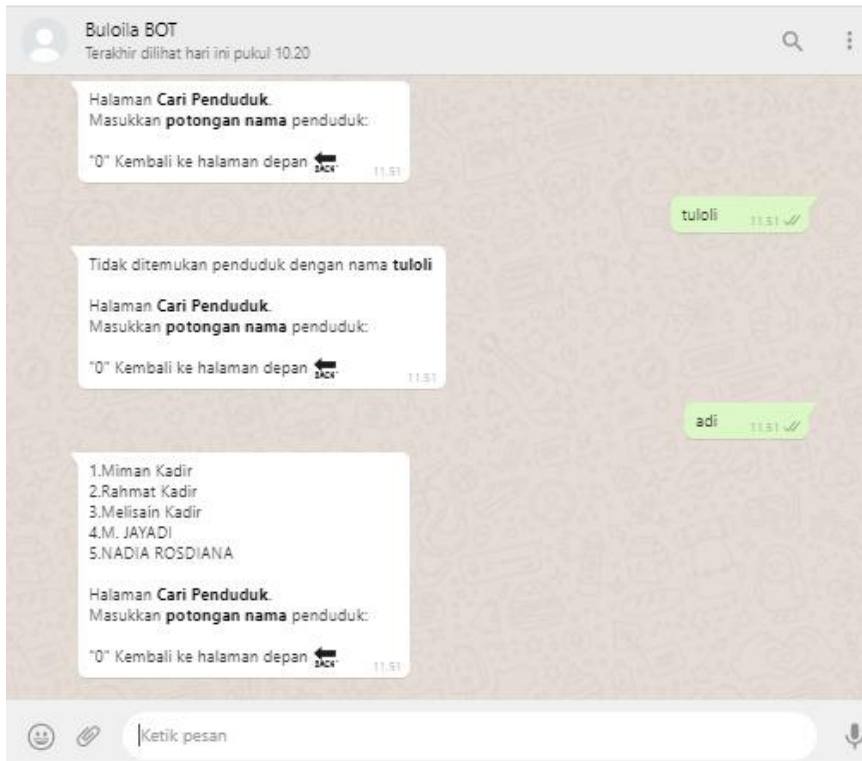 Buloila BOT
Terakhir dilihat hari ini pukul 10.20
Halaman Cari Penduduk.
Masukkan potongan nama penduduk:
"0" Kembali ke halaman depan BACK.
11.51
tuloli 11.51
Tidak ditemukan penduduk dengan nama tuloli
Halaman Cari Penduduk.
Masukkan potongan nama penduduk:
"0" Kembali ke halaman depan BACK.
11.51
adi 11.51
1.Miman Kadir
2.Rahmat Kadir
3.Melisain Kadir
4.M. JAYADI
5.NADIA ROSDIANA
Halaman Cari Penduduk.
Masukkan potongan nama penduduk:
"0" Kembali ke halaman depan BACK.
11.51
Ketik pesan